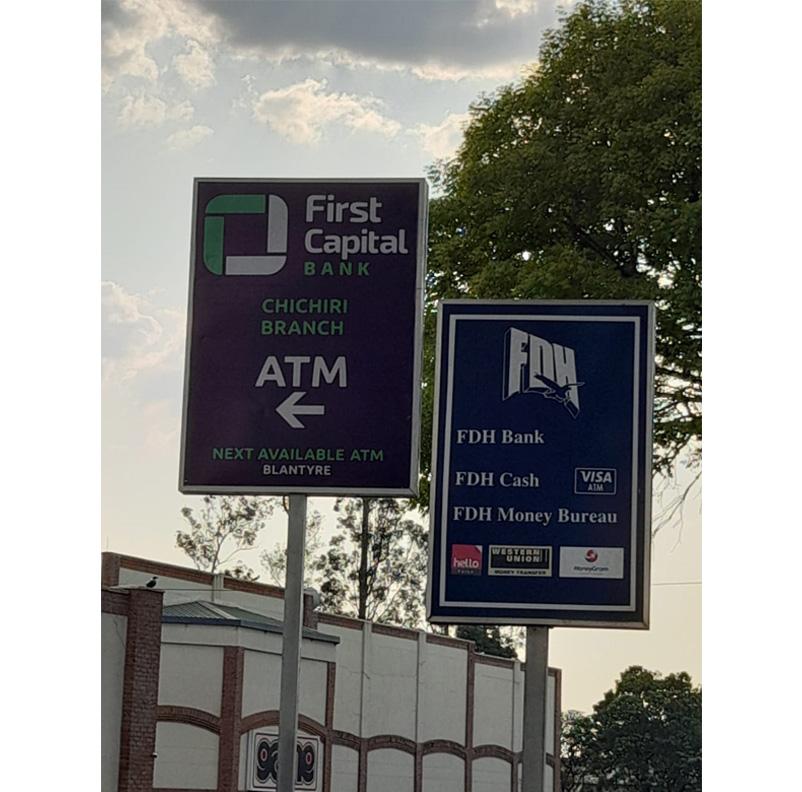 First
Capital
BANK
CHICHIRI
BRANCH
ATM
NEXT AVAILABLE ATM
BLANTYRE
FDH
FDH Bank
FDH Cash
VISA
ATM
FDH Money Bureau
hello
WESTERN
UNION
MONEY TRANSFER
MoneyGram
game